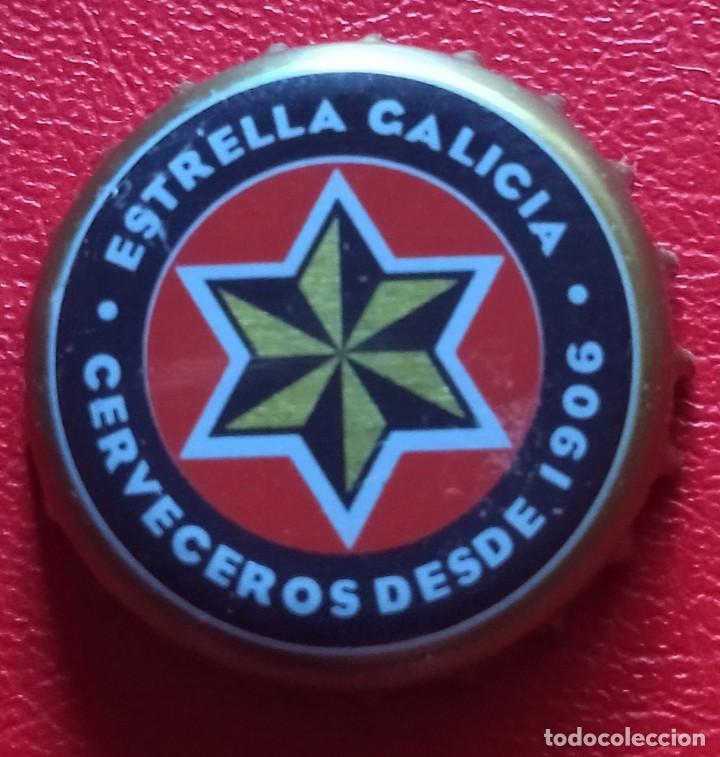 ESTRELLA GALICIA
• CERVECEROS DESDE 1906 •
todocoleccion